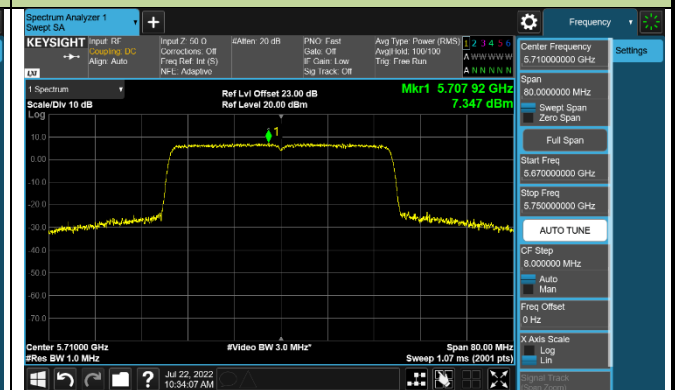 Spectrum Analyzer 1
Swept SA
Frequency
KEYSIGHT
Input: RF
Coupling: DC
Align: Auto
Input Z: 50 Ω
Corrections: Off
Freq Ref: Int (S)
NFE: Adaptive
#Atten: 20 dB
PNO: Fast
Gate: Off
IF Gain: Low
Sig Track: Off
Avg Type: Power (RMS)
Avg|Hold: 100/100
Trig: Free Run
1 2 3 4 5 6
A W W W W W
A N N N N N
LXI
1 Spectrum
Scale/Div 10 dB
Log
Ref Lvl Offset 23.00 dB
Ref Level 20.00 dBm
Mkr1 5.707 92 GHz
7.347 dBm
1
10.0
0.00
-10.0
-20.0
-30.0
-40.0
-50.0
-60.0
-70.0
Center 5.71000 GHz
#Res BW 1.0 MHz
#Video BW 3.0 MHz*
Span 80.00 MHz
Sweep 1.07 ms (2001 pts)
Jul 22, 2022
10:34:07 AM
?
Center Frequency
5.710000000 GHz
Settings
Span
80.0000000 MHz
Swept Span
Zero Span
Full Span
Start Freq
5.670000000 GHz
Stop Freq
5.750000000 GHz
AUTO TUNE
CF Step
8.000000 MHz
Auto
Man
Freq Offset
0 Hz
X Axis Scale
Log
Lin
Signal Track
(Span Zoom)